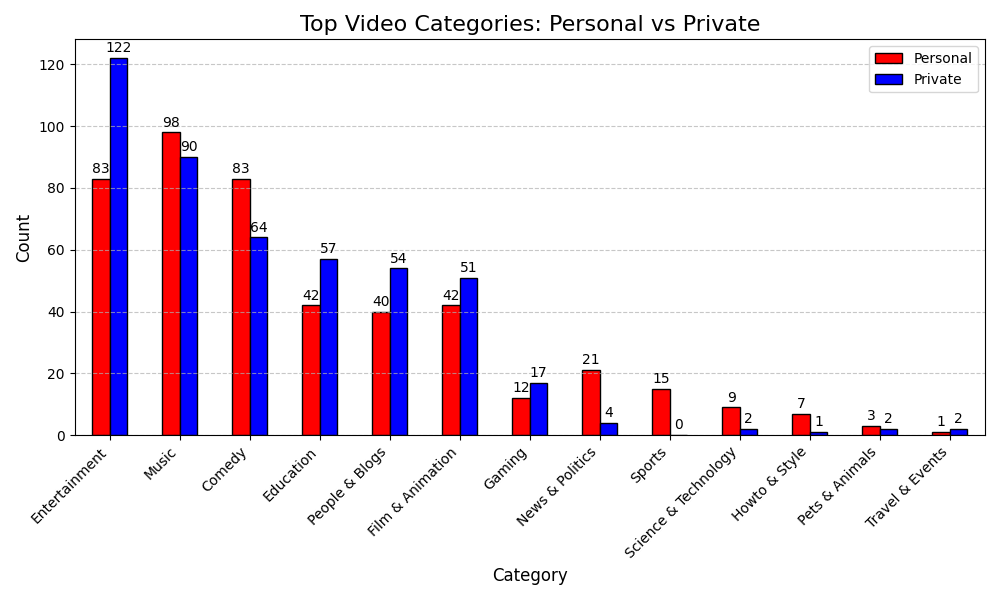 Top Video Categories: Personal vs Private
Personal
Private
Count
120
100
80
60
40
20
0
83
122
98
90
83
64
42
57
40
54
42
51
12
17
21
4
15
0
9
2
7
1
3
2
1
2
Entertainment
Music
Comedy
Education
People & Blogs
Film & Animation
Gaming
News & Politics
Sports
Science & Technology
Howto & Style
Pets & Animals
Travel & Events
Category